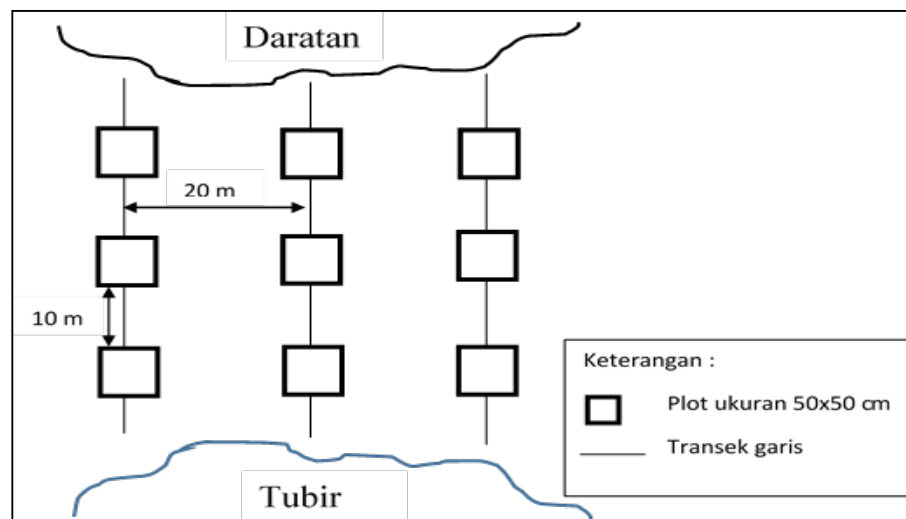 Daratan
20 m
10 m
Keterangan :
Plot ukuran 50x50 cm
Transek garis
Tubir